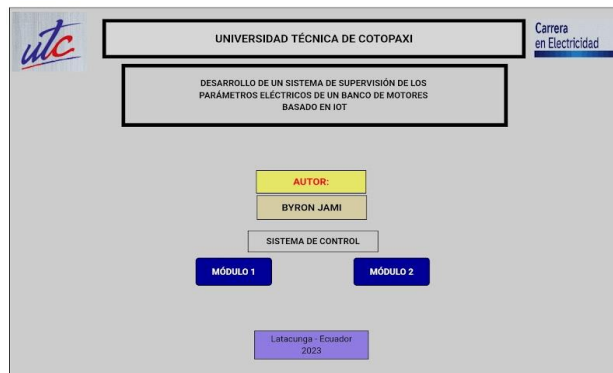 utc
UNIVERSIDAD TÉCNICA DE COTOPAXI
Carrera
en Electricidad
DESARROLLO DE UN SISTEMA DE SUPERVISIÓN DE LOS
PARÁMETROS ELÉCTRICOS DE UN BANCO DE MOTORES
BASADO EN IOT
AUTOR:
BYRON JAMI
SISTEMA DE CONTROL
MÓDULO 1
MÓDULO 2
Latacunga - Ecuador
2023